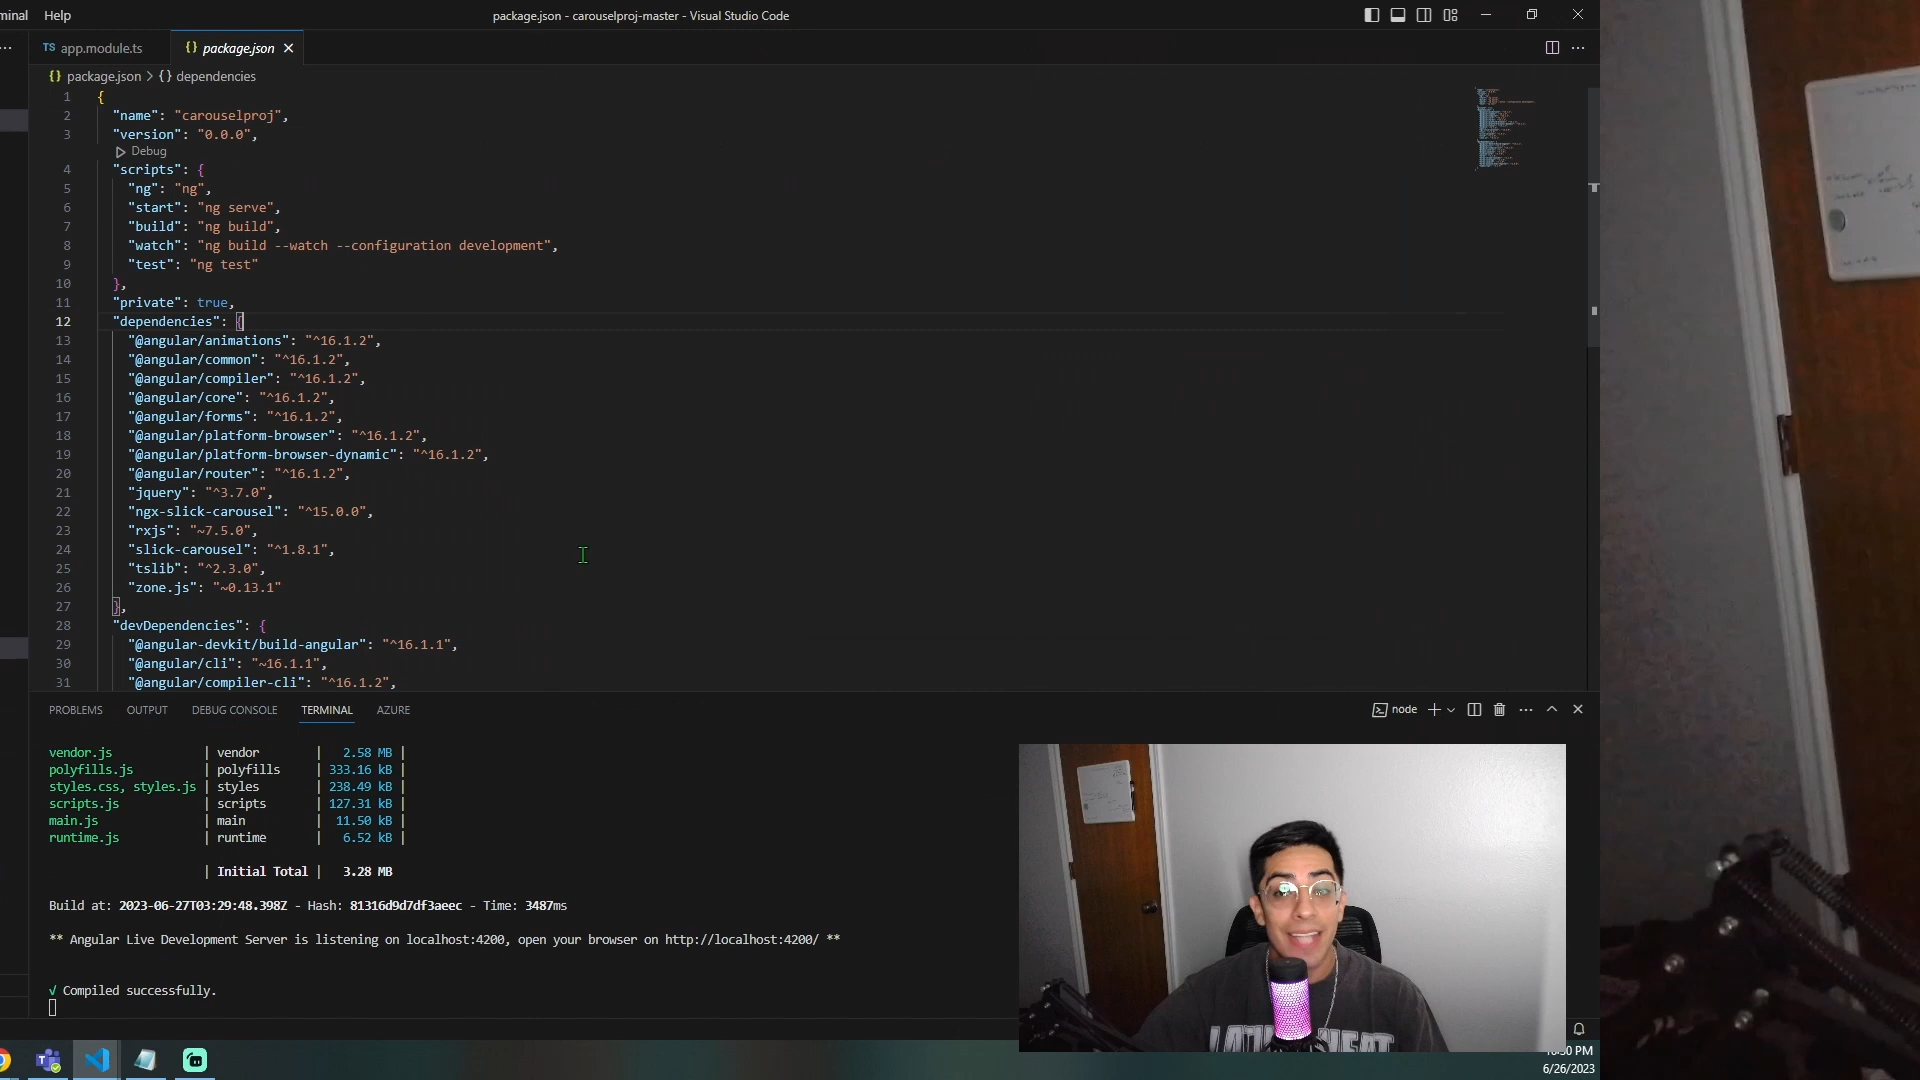 minal Help
package.json - carouselproj-master - Visual Studio Code
TS app.module.ts
{} package.json
{} package.json > {} dependencies
1 {
2 "name": "carouselproj",
3 "version": "0.0.0",
Debug
4 "scripts": {
5 "ng": "ng",
6 "start": "ng serve",
7 "build": "ng build",
8 "watch": "ng build --watch --configuration development",
9 "test": "ng test"
10 },
11 "private": true,
12 "dependencies": {
13 "@angular/animations": "^16.1.2",
14 "@angular/common": "^16.1.2",
15 "@angular/compiler": "^16.1.2",
16 "@angular/core": "^16.1.2",
17 "@angular/forms": "^16.1.2",
18 "@angular/platform-browser": "^16.1.2",
19 "@angular/platform-browser-dynamic": "^16.1.2",
20 "@angular/router": "^16.1.2",
21 "jquery": "^3.7.0",
22 "ngx-slick-carousel": "^15.0.0",
23 "rxjs": "~7.5.0",
24 "slick-carousel": "^1.8.1",
25 "tslib": "^2.3.0",
26 "zone.js": "~0.13.1"
27 },
28 "devDependencies": {
29 "@angular-devkit/build-angular": "^16.1.1",
30 "@angular/cli": "~16.1.1",
31 "@angular/compiler-cli": "^16.1.2",
PROBLEMS OUTPUT DEBUG CONSOLE TERMINAL AZURE
node
vendor.js | vendor | 2.58 MB |
polyfills.js | polyfills | 333.16 kB |
styles.css, styles.js | styles | 238.49 kB |
scripts.js | scripts | 127.31 kB |
main.js | main | 11.50 kB |
runtime.js | runtime | 6.52 kB |
| Initial Total | 3.28 MB
Build at: 2023-06-27T03:29:48.398Z - Hash: 81316d9d7df3aeec - Time: 3487ms
** Angular Live Development Server is listening on localhost:4200, open your browser on http://localhost:4200/ **
√ Compiled successfully.
PM
6/26/2023